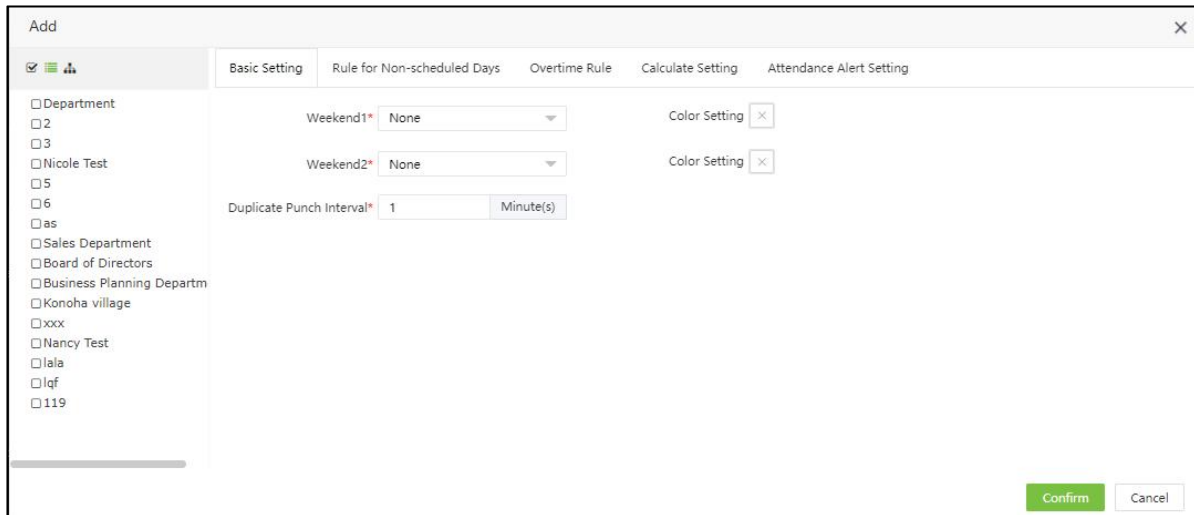 Add
Basic Setting Rule for Non-scheduled Days Overtime Rule Calculate Setting Attendance Alert Setting
Department
2
3
Nicole Test
5
6
as
Sales Department
Board of Directors
Business Planning Departm
Konoha village
xxx
Nancy Test
lala
lqf
119
Weekend1* None Color Setting
Weekend2* None Color Setting
Duplicate Punch Interval* 1 Minute(s)
Confirm Cancel